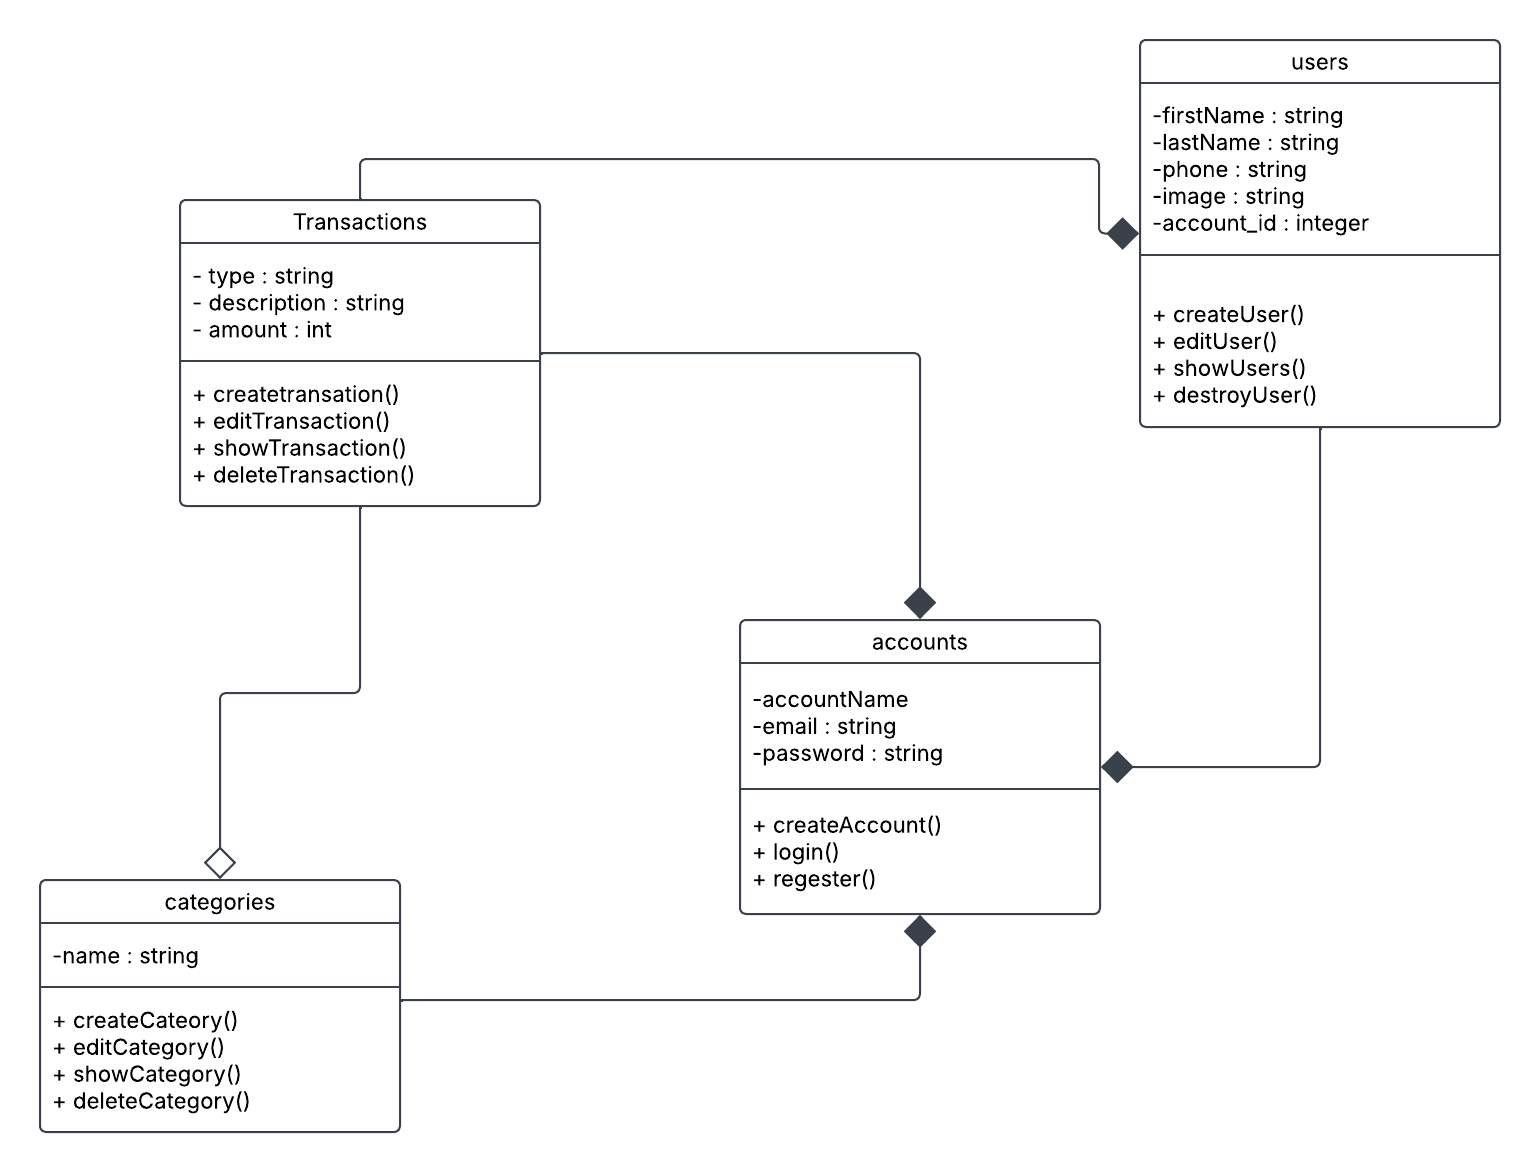 users
-firstName : string
-lastName : string
-phone : string
-image : string
-account_id : integer
+ createUser()
+ editUser()
+ showUsers()
+ destroyUser()
Transactions
- type : string
- description : string
- amount : int
+ createtransation()
+ editTransaction()
+ showTransaction()
+ deleteTransaction()
accounts
-accountName
-email : string
-password : string
+ createAccount()
+ login()
+ regester()
categories
-name : string
+ createCateory()
+ editCategory()
+ showCategory()
+ deleteCategory()